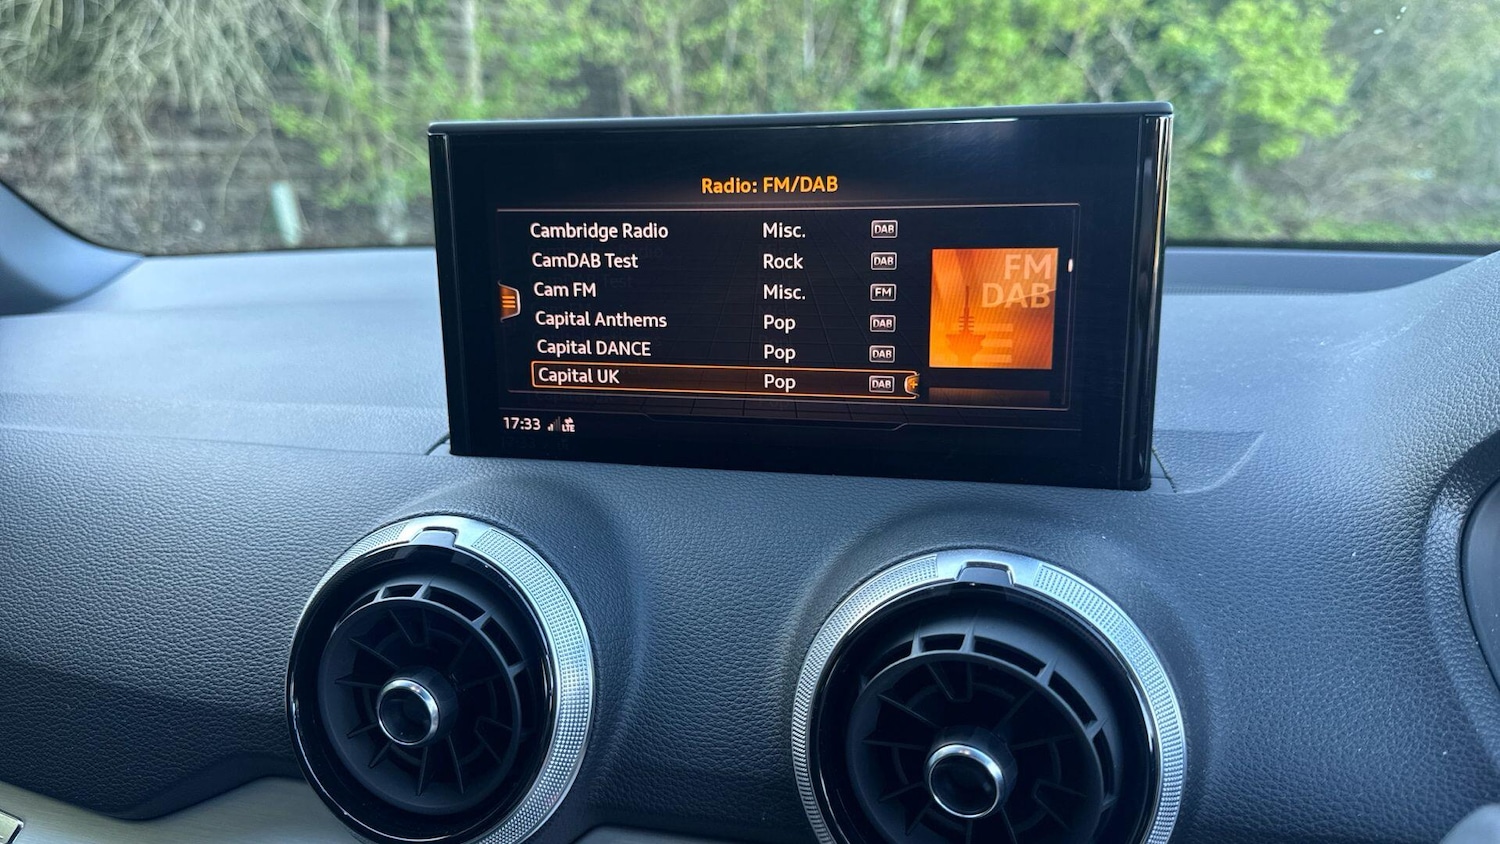 Radio: FM/DAB
Cambridge Radio Misc. DAB
CamDAB Test Rock DAB
Cam FM Misc. FM
Capital Anthems Pop DAB
Capital DANCE Pop DAB
Capital UK Pop DAB
FM
DAB
17:33 LTE